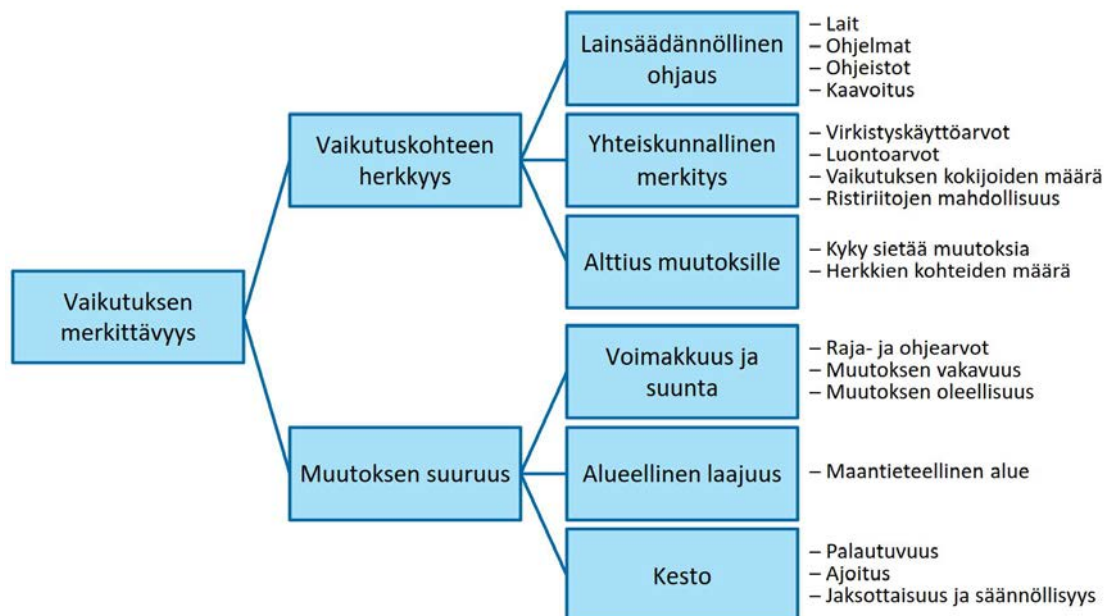 Vaikutuksen
merkittävyys
Vaikutuskohteen
herkkyys
Lainsäädännöllinen
ohjaus
– Lait
– Ohjelmat
– Ohjeistot
– Kaavoitus
Yhteiskunnallinen
merkitys
– Virkistyskäyttöarvot
– Luontoarvot
– Vaikutuksen kokijoiden määrä
– Ristiriitojen mahdollisuus
Alttius muutoksille
– Kyky sietää muutoksia
– Herkkien kohteiden määrä
Muutoksen suuruus
Voimakkuus ja
suunta
– Raja- ja ohjearvot
– Muutoksen vakavuus
– Muutoksen oleellisuus
Alueellinen laajuus
– Maantieteellinen alue
Kesto
– Palautuvuus
– Ajoitus
– Jaksottaisuus ja säännöllisyys